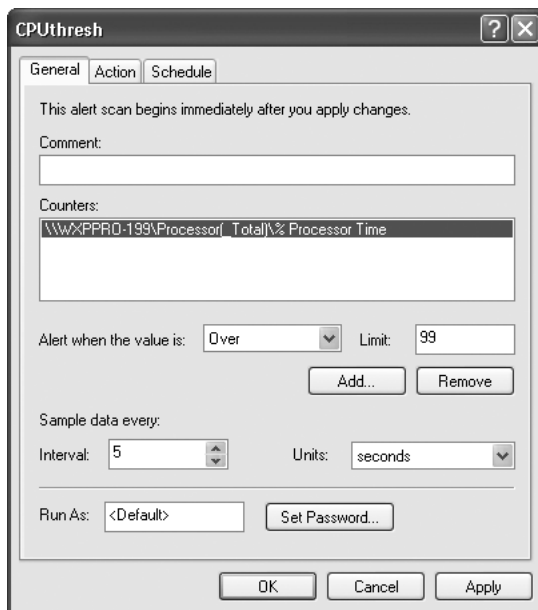 CPUthresh
General Action Schedule
This alert scan begins immediately after you apply changes.
Comment:
Counters:
\\WXPPRO-199\Processor(_Total)\% Processor Time
Alert when the value is: Over Limit: 99
Add... Remove
Sample data every:
Interval: 5 Units: seconds
Run As: <Default> Set Password...
OK Cancel Apply